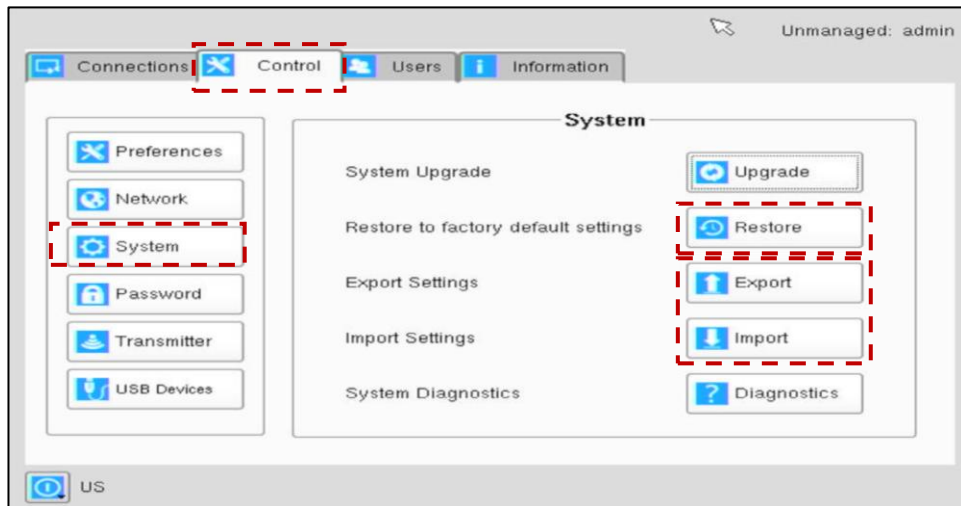 Unmanaged: admin
Connections Control Users Information
System
Preferences
Network
System
Password
Transmitter
USB Devices
System Upgrade Upgrade
Restore to factory default settings Restore
Export Settings Export
Import Settings Import
System Diagnostics Diagnostics
US